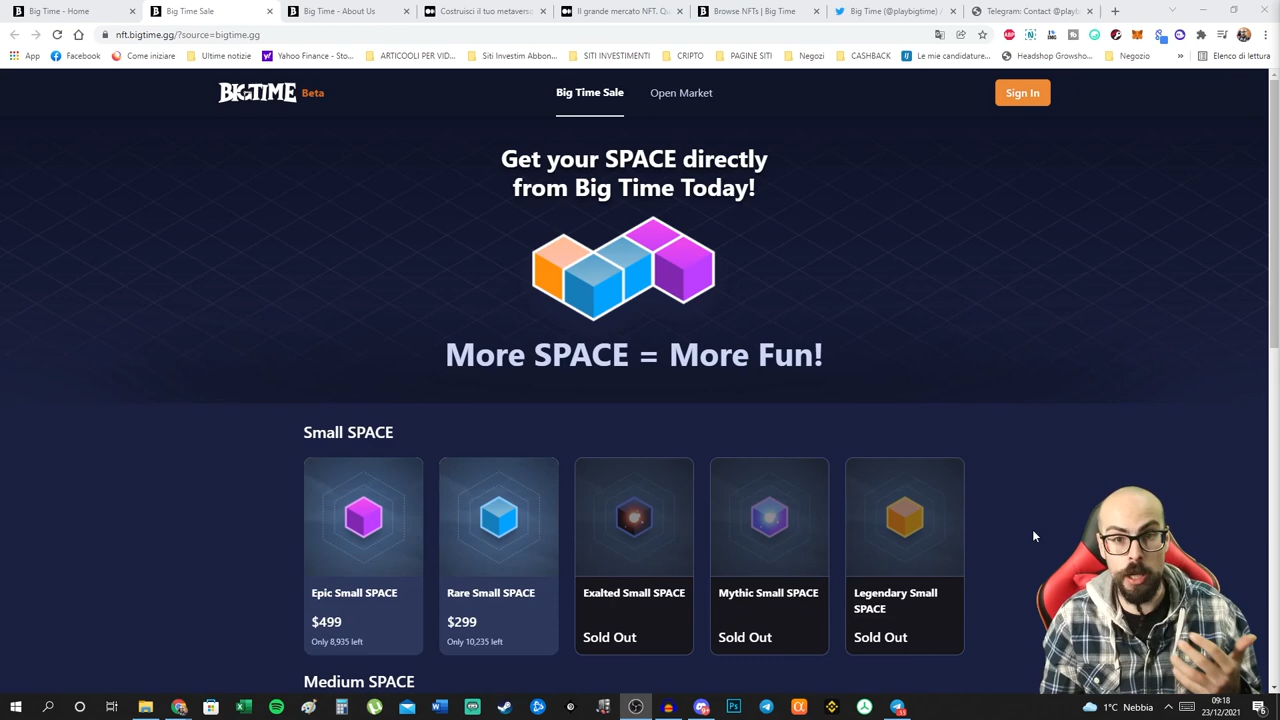 Big Time - Home
Big Time Sale
Big Time - About Us
Costruisci il tuo metavers
Il grande mercato NFT. Q
Browse NFTs | Big Time
Big Time (@playbigtime) /
Telegram: Contact @playb
nft.bigtime.gg/?source=bigtime.gg
App
Facebook
Come iniziare
Ultime notizie
Yahoo Finance - Sto...
ARTICOOLI PER VID...
Siti Investim Abbon...
SITI INVESTIMENTI
CRIPTO
PAGINE SITI
Negozi
CASHBACK
Le mie candidature...
Headshop Growsho...
Negozio
»
Elenco di lettura
BIGTIME Beta
Big Time Sale
Open Market
Sign In
Get your SPACE directly
from Big Time Today!
More SPACE = More Fun!
Small SPACE
Epic Small SPACE
$499
Only 8,935 left
Rare Small SPACE
$299
Only 10,235 left
Exalted Small SPACE
Sold Out
Mythic Small SPACE
Sold Out
Legendary Small
SPACE
Sold Out
Medium SPACE
1°C Nebbia
09:18
23/12/2021